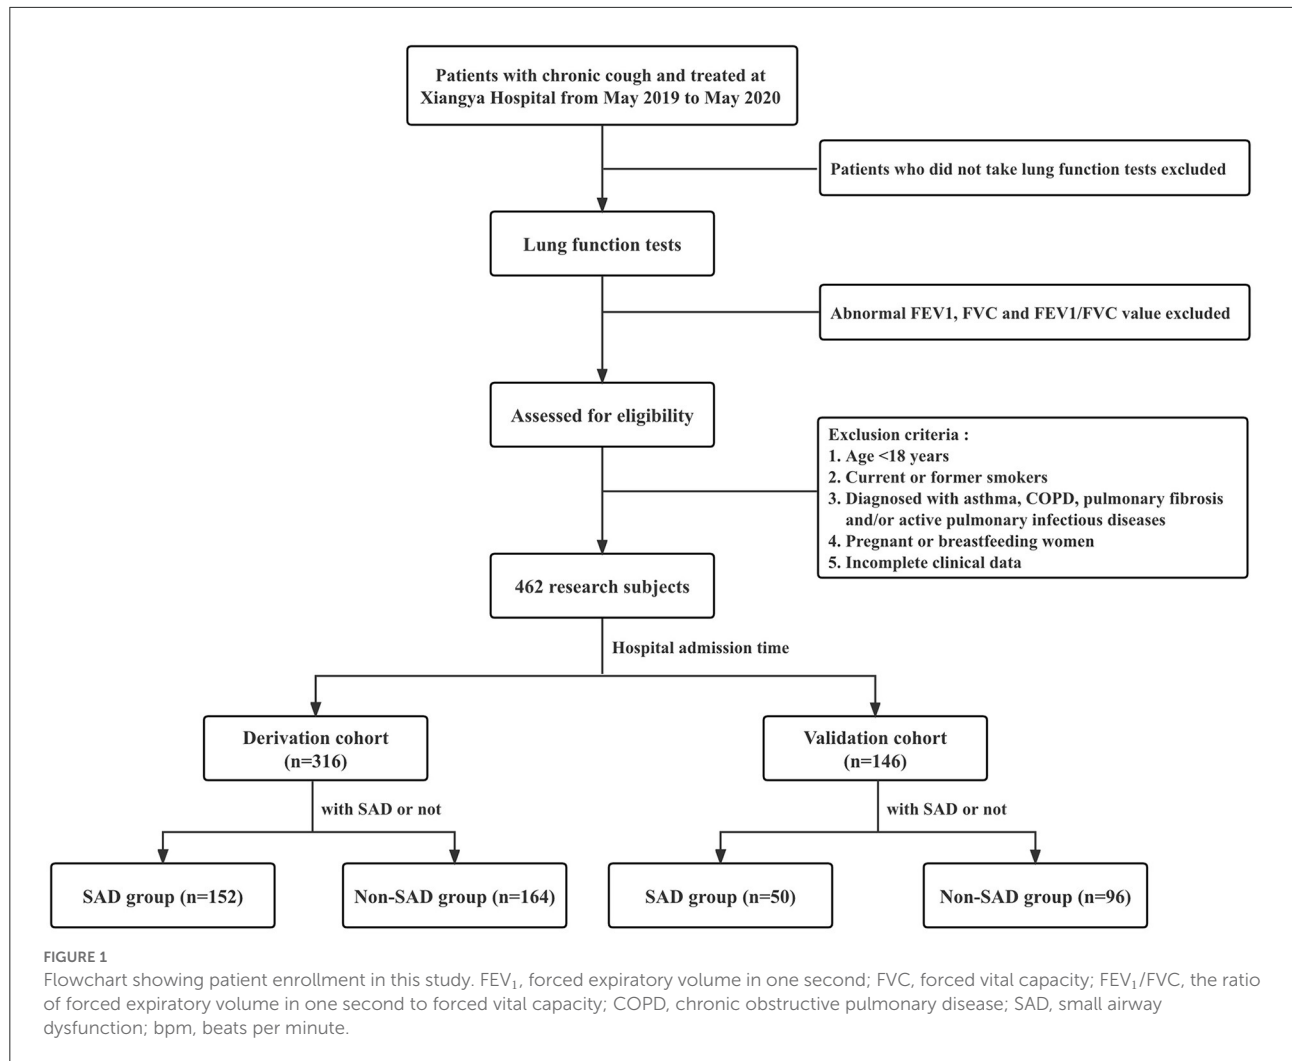 Patients with chronic cough and treated at
Xiangya Hospital from May 2019 to May 2020
Patients who did not take lung function tests excluded
Lung function tests
Abnormal FEV1, FVC and FEV1/FVC value excluded
Assessed for eligibility
Exclusion criteria :
1. Age <18 years
2. Current or former smokers
3. Diagnosed with asthma, COPD, pulmonary fibrosis
and/or active pulmonary infectious diseases
4. Pregnant or breastfeeding women
5. Incomplete clinical data
462 research subjects
Hospital admission time
Derivation cohort
(n=316)
Validation cohort
(n=146)
with SAD or not
with SAD or not
SAD group (n=152)
Non-SAD group (n=164)
SAD group (n=50)
Non-SAD group (n=96)
FIGURE 1
Flowchart showing patient enrollment in this study. FEV₁, forced expiratory volume in one second; FVC, forced vital capacity; FEV₁/FVC, the ratio
of forced expiratory volume in one second to forced vital capacity; COPD, chronic obstructive pulmonary disease; SAD, small airway
dysfunction; bpm, beats per minute.